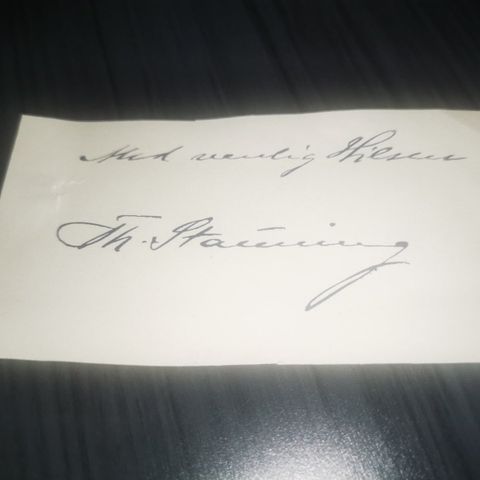 Med venlig Hilsen
Th. Stauning